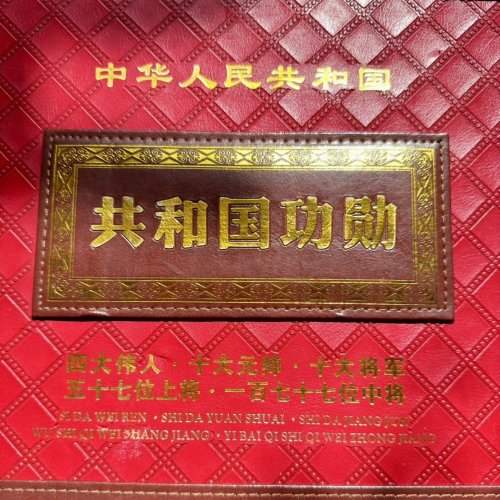 中华人民共和国
共和国功勋
四大伟人·十大元帅·十大将军
五十七位上将·一百七十七位中将
SI DA WEI REN · SHI DA YUAN SHUAI · SHI DA JIANG JUN
WU SHI QI WEI SHANG JIANG · YI BAI QI SHI QI WEI ZHONG JIANG